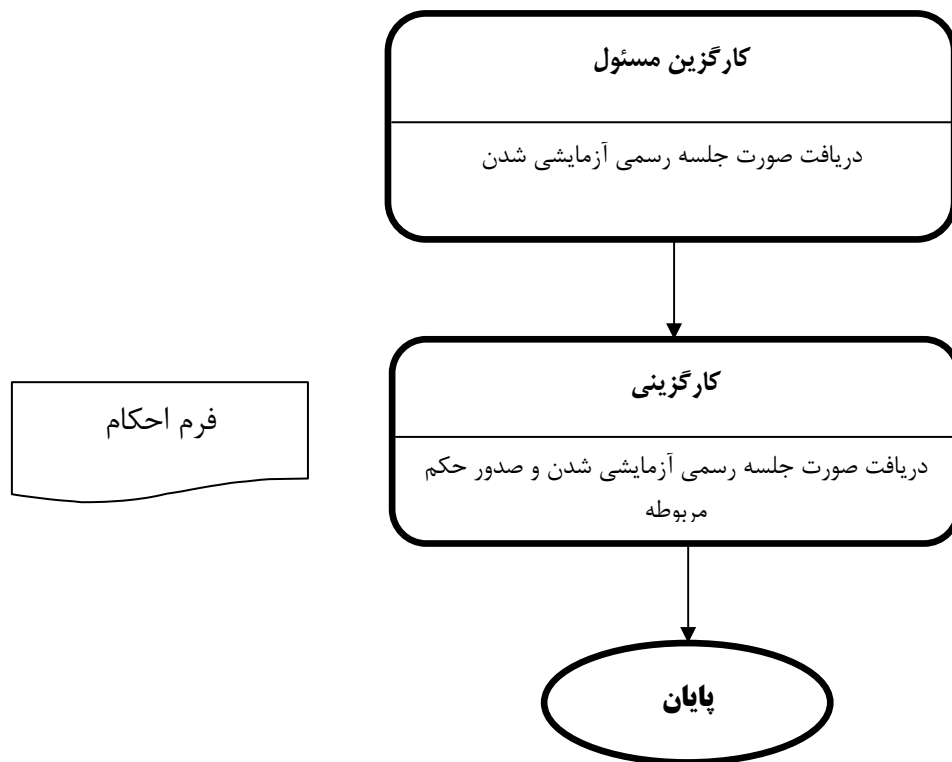 کارگزین مسئول
دریافت صورت جلسه رسمی آزمایشی شدن
کارگزینی
دریافت صورت جلسه رسمی آزمایشی شدن و صدور حکم
مربوطه
فرم احکام
پایان